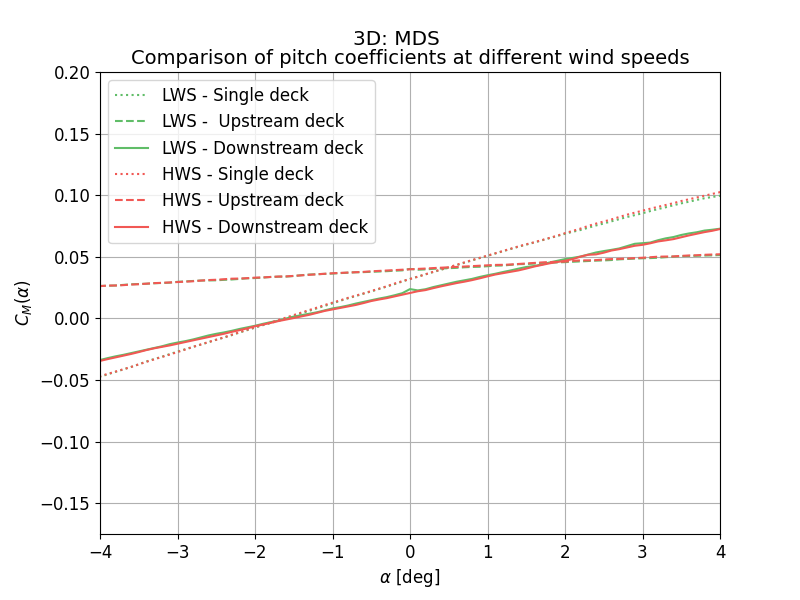 3D: MDS
Comparison of pitch coefficients at different wind speeds
0.20
0.15
0.10
0.05
0.00
−0.05
−0.10
−0.15
C_M(α)
LWS - Single deck
LWS -  Upstream deck
LWS - Downstream deck
HWS - Single deck
HWS - Upstream deck
HWS - Downstream deck
−4 −3 −2 −1 0 1 2 3 4
α [deg]